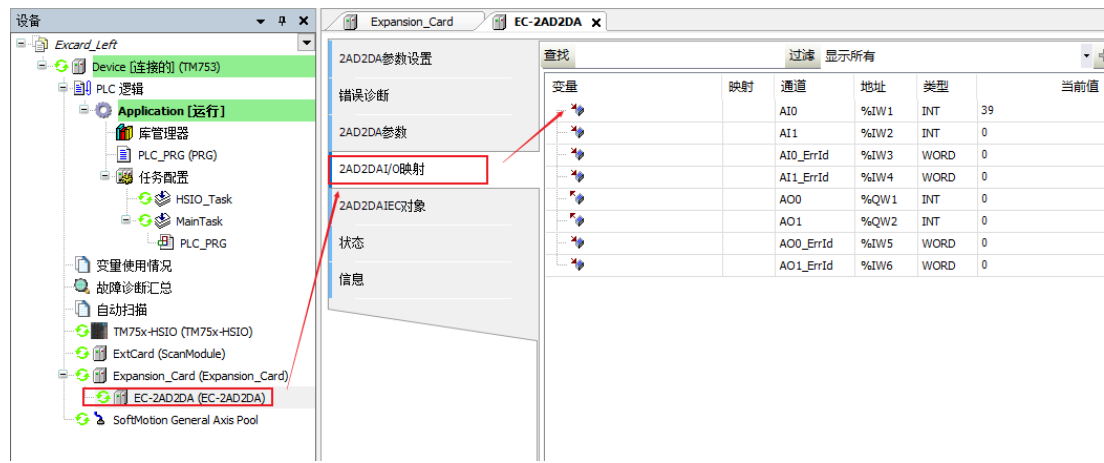 设备
Expansion_Card
EC-2AD2DA
Excard_Left
Device [连接的] (TM753)
PLC 逻辑
Application [运行]
库管理器
PLC_PRG (PRG)
任务配置
HSIO_Task
MainTask
PLC_PRG
变量使用情况
故障诊断汇总
自动扫描
TM75x-HSIO (TM75x-HSIO)
ExtCard (ScanModule)
Expansion_Card (Expansion_Card)
EC-2AD2DA (EC-2AD2DA)
SoftMotion General Axis Pool
2AD2DA参数设置
错误诊断
2AD2DA参数
2AD2DAI/O映射
2AD2DAIEC对象
状态
信息
查找 过滤 显示所有
变量 映射 通道 地址 类型 当前值
AI0 %IW1 INT 39
AI1 %IW2 INT 0
AI0_ErrId %IW3 WORD 0
AI1_ErrId %IW4 WORD 0
AO0 %QW1 INT 0
AO1 %QW2 INT 0
AO0_ErrId %IW5 WORD 0
AO1_ErrId %IW6 WORD 0